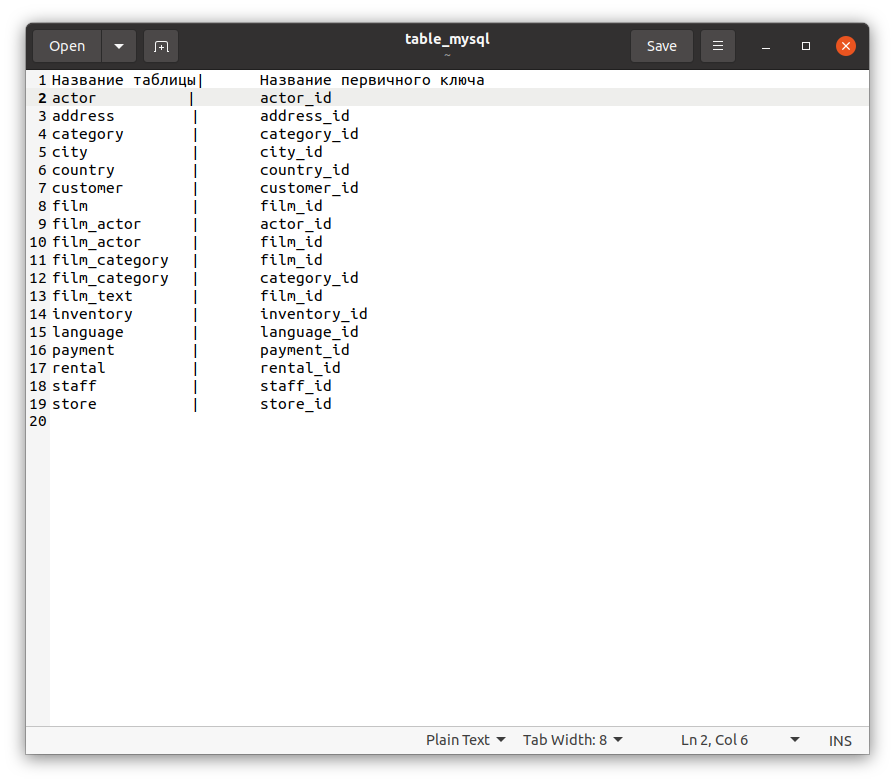 Open
table_mysql
~
Save
1 Название таблицы| Название первичного ключа
2 actor | actor_id
3 address | address_id
4 category | category_id
5 city | city_id
6 country | country_id
7 customer | customer_id
8 film | film_id
9 film_actor | actor_id
10 film_actor | film_id
11 film_category | film_id
12 film_category | category_id
13 film_text | film_id
14 inventory | inventory_id
15 language | language_id
16 payment | payment_id
17 rental | rental_id
18 staff | staff_id
19 store | store_id
20
Plain Text Tab Width: 8 Ln 2, Col 6 INS